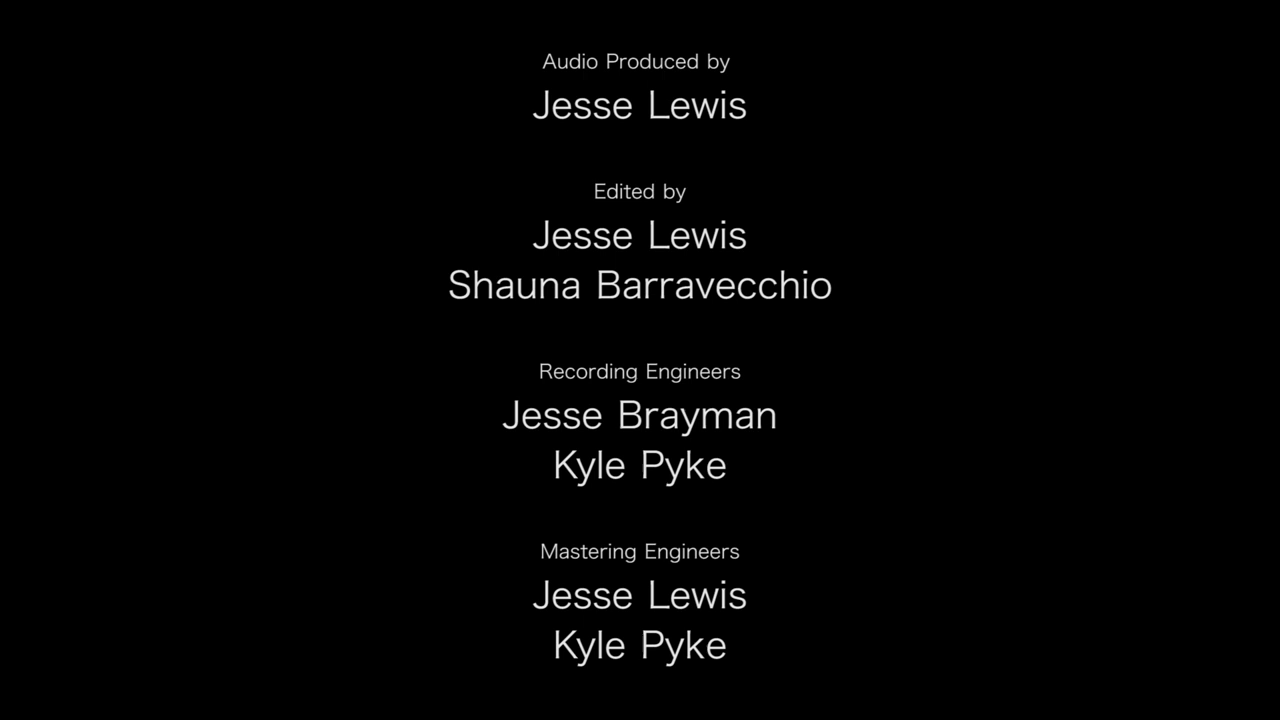 Audio Produced by
Jesse Lewis
Edited by
Jesse Lewis
Shauna Barravecchio
Recording Engineers
Jesse Brayman
Kyle Pyke
Mastering Engineers
Jesse Lewis
Kyle Pyke